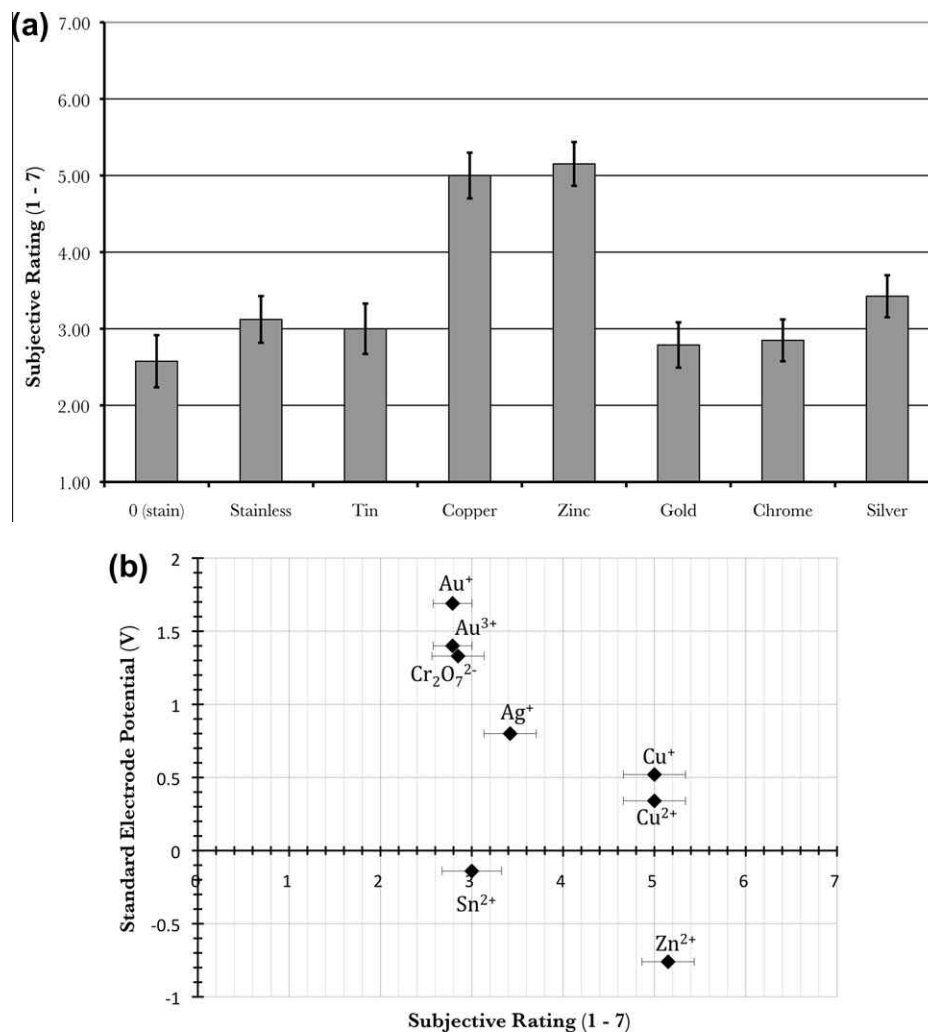 (a)
7.00
6.00
5.00
4.00
3.00
2.00
1.00
Subjective Rating (1 - 7)
0 (stain) Stainless Tin Copper Zinc Gold Chrome Silver
(b)
2
1.5
1
0.5
0
-0.5
-1
Standard Electrode Potential (V)
Au⁺
Au³⁺
Cr₂O₇²⁻
Ag⁺
Cu⁺
Cu²⁺
0 1 2 3 4 5 6 7
Sn²⁺
Zn²⁺
Subjective Rating (1 - 7)